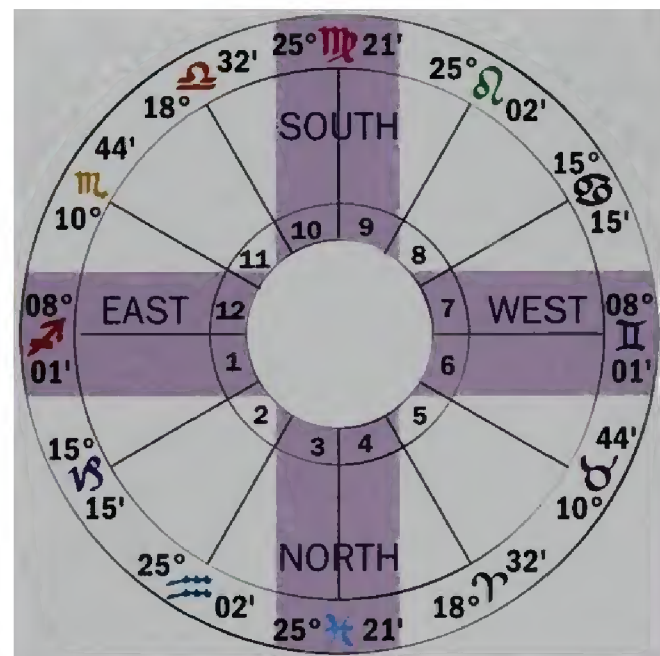 25° ♍ 21'
18° ♎ 32'
25° ♌ 02'
SOUTH
10° ♏ 44'
15° ♋ 15'
10
9
11
8
08° ♐ 01'
EAST
12
7
WEST
08° ♊ 01'
1
6
2
5
3
4
15° ♑ 15'
10° ♉ 44'
25° ♒ 02'
NORTH
18° ♈ 32'
25° ♓ 21'